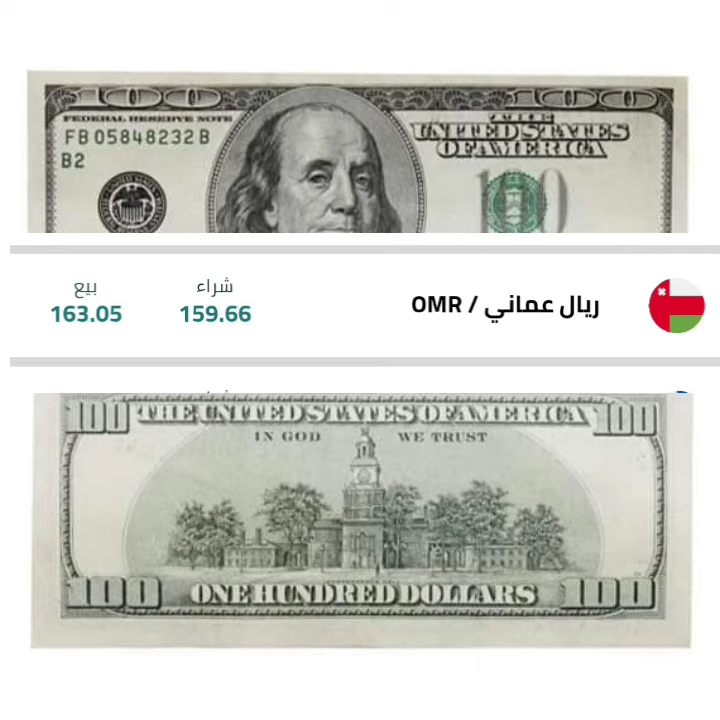 100 100
FEDERAL RESERVE NOTE
THE
UNITED STATES
OF AMERICA
FB 05848232 B
B2
100
بيع
163.05
شراء
159.66
ريال عماني / OMR
100 THE UNITED STATES OF AMERICA 100
IN GOD WE TRUST
100 ONE HUNDRED DOLLARS 100